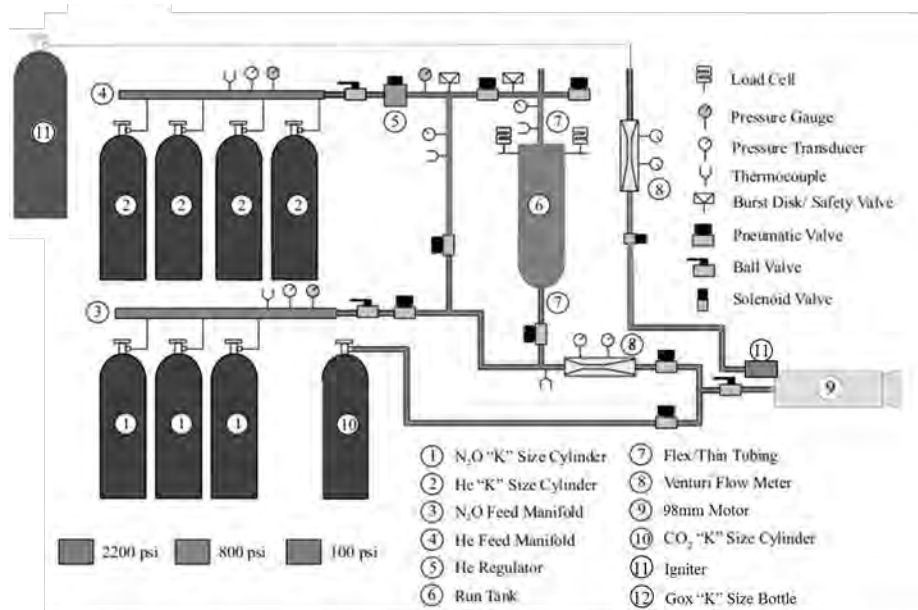 4
11
5
7
2
2
2
2
6
8
Load Cell
Pressure Gauge
Pressure Transducer
Thermocouple
Burst Disk/ Safety Valve
Pneumatic Valve
Ball Valve
Solenoid Valve
3
7
8
11
1
1
1
10
9
1 N₂O "K" Size Cylinder
2 He "K" Size Cylinder
3 N₂O Feed Manifold
4 He Feed Manifold
5 He Regulator
6 Run Tank
7 Flex/Thin Tubing
8 Venturi Flow Meter
9 98mm Motor
10 CO₂ "K" Size Cylinder
11 Igniter
12 Gox "K" Size Bottle
2200 psi
800 psi
100 psi